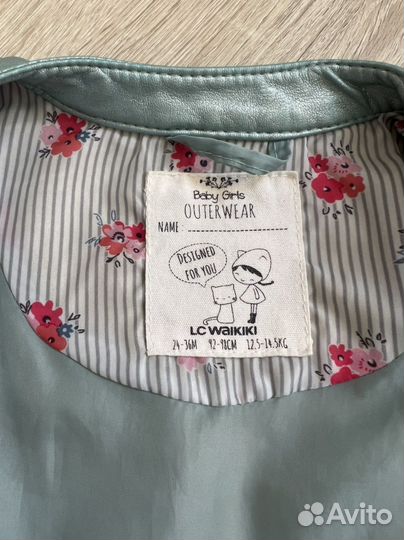 Baby Girls
OUTERWEAR
NAME:
DESIGNED
FOR YOU
LC WAIKIKI
24-36M 92-98CM 12.5-14.5KG
Avito